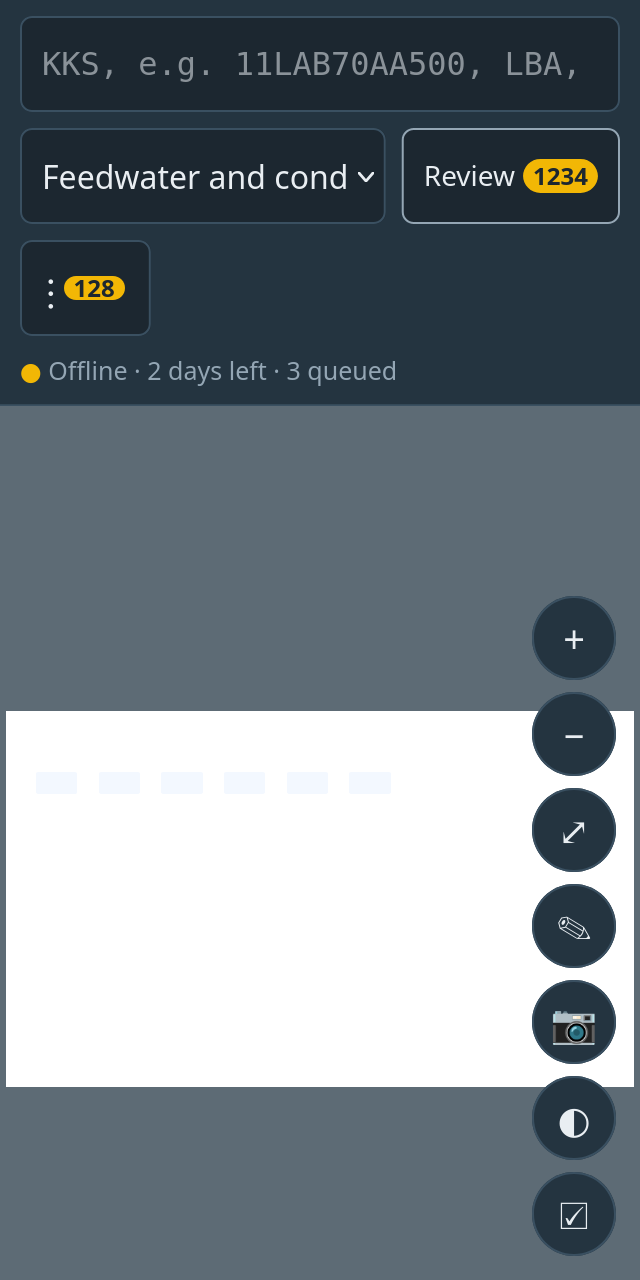 KKS, e.g. 11LAB70AA500, LBA,
Feedwater and cond
Review 1234
⋮ 128
Offline · 2 days left · 3 queued
+
−